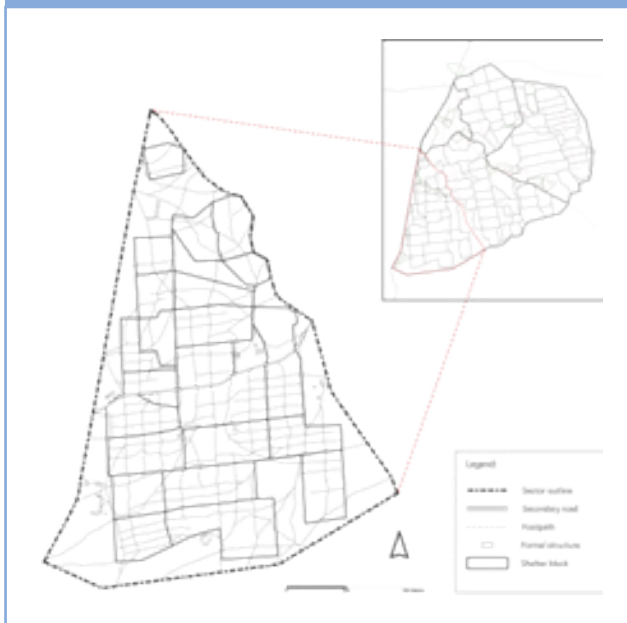 Legend
Sector outline
Secondary road
Footpath
Formal structure
Shelter block